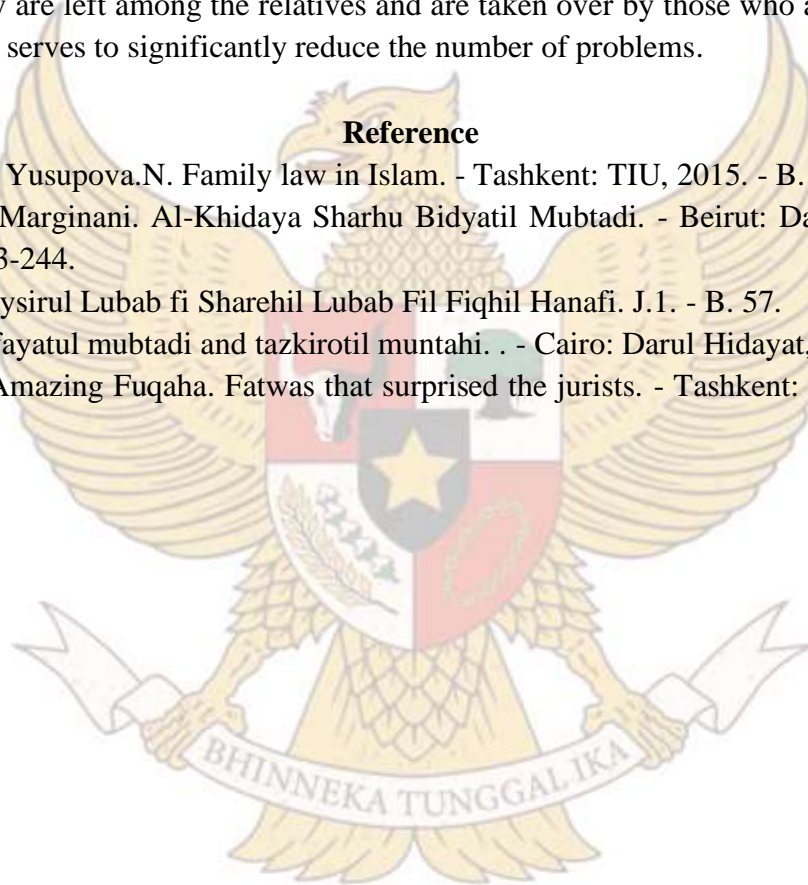 are left among the relatives and are taken over by those who
serves to significantly reduce the number of problems.
Reference
Yusupova.N. Family law in Islam. - Tashkent: TIU, 2015. - B.
Marginani. Al-Khidaya Sharhu Bidyatil Mubtadi. - Beirut:
3-244.
ysirul Lubab fi Sharehil Lubab Fil Fiqhil Hanafi. J.1. - B. 57.
fayatul mubtadi and tazkirotil muntahi. . - Cairo: Darul Hidayat,
Amazing Fuqaha. Fatwas that surprised the jurists. - Tashkent:
BHINNEKA TUNGGAL IKA